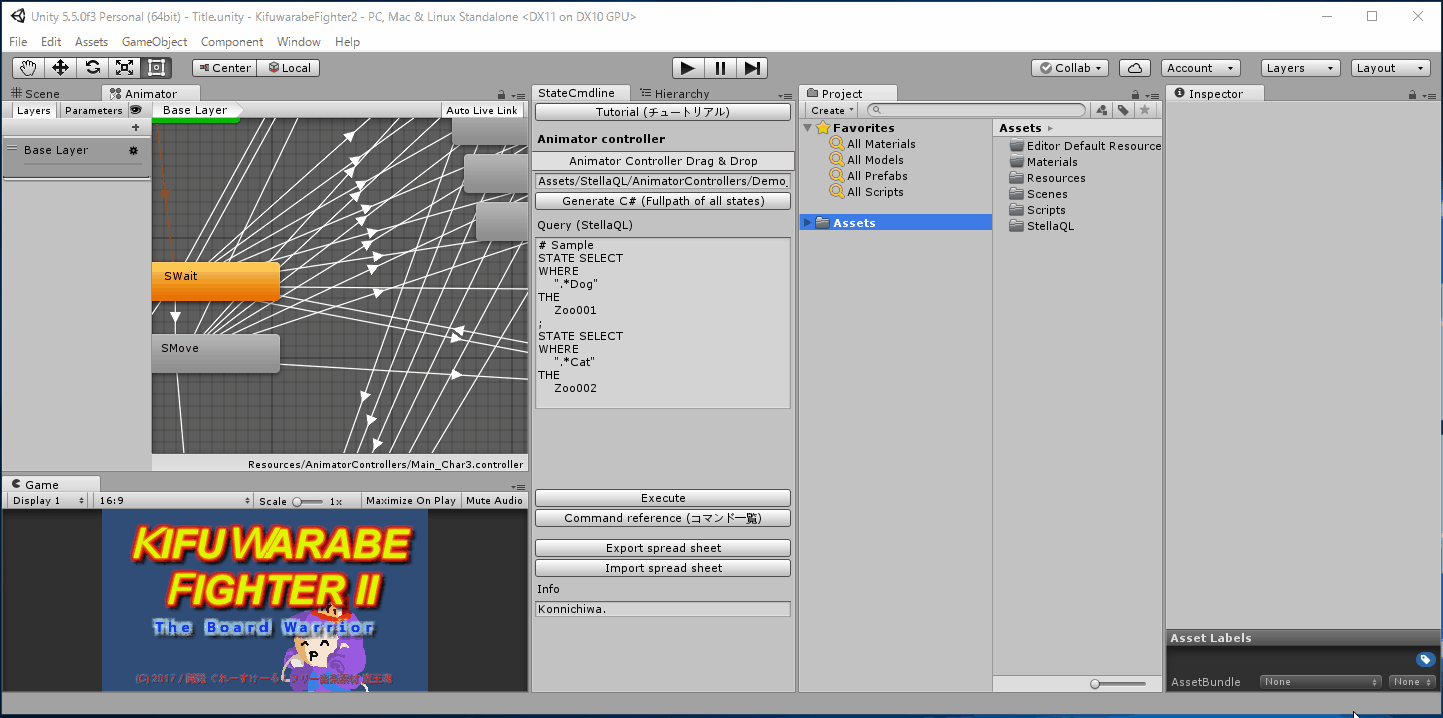 Unity 5.5.0f3 Personal (64bit) - Title.unity - KifuwarabeFighter2 - PC, Mac & Linux Standalone <DX11 on DX10 GPU>
File Edit Assets GameObject Component Window Help
Center Local Collab Account Layers Layout
Scene Animator
Layers Parameters Base Layer Auto Live Link
Base Layer
SWait
SMove
Resources/AnimatorControllers/Main_Char3.controller
Game
Display 1 16:9 Scale 1x Maximize On Play Mute Audio
KIFUWARABE
FIGHTER II
The Board Warrior
StateCmdline Hierarchy
Tutorial (チュートリアル)
Animator controller
Animator Controller Drag & Drop
Assets/StellaQL/AnimatorControllers/Demo_
Generate C# (Fullpath of all states)
Query (StellaQL)
# Sample
STATE SELECT
WHERE
".*Dog"
THE
Zoo001
;
STATE SELECT
WHERE
".*Cat"
THE
Zoo002
Execute
Command reference (コマンド一覧)
Export spread sheet
Import spread sheet
Info
Konnichiwa.
Project
Create
Favorites
All Materials
All Models
All Prefabs
All Scripts
Assets
Assets
Editor Default Resource
Materials
Resources
Scenes
Scripts
StellaQL
Inspector
Asset Labels
AssetBundle None None